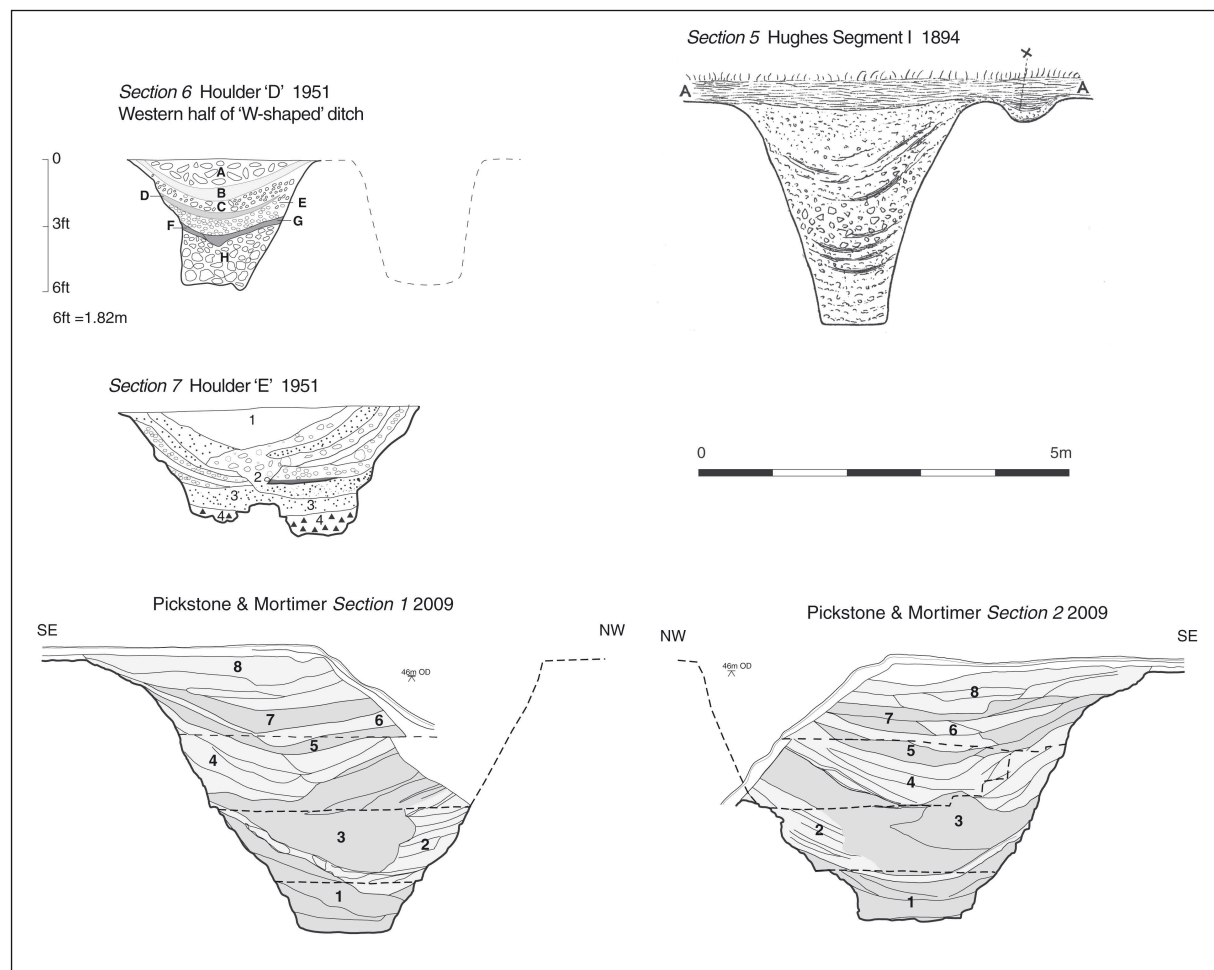 Section 5 Hughes Segment I 1894
A
A
Section 6 Houlder ‘D’ 1951
Western half of ‘W-shaped’ ditch
0
3ft
6ft
6ft =1.82m
A
B
C
D
E
F
G
H
Section 7 Houlder ‘E’ 1951
1
2
3
3
4
4
0
5m
Pickstone & Mortimer Section 1 2009
SE
NW
46m OD
8
7
6
5
4
3
2
1
Pickstone & Mortimer Section 2 2009
NW
SE
46m OD
8
7
6
5
4
3
2
1